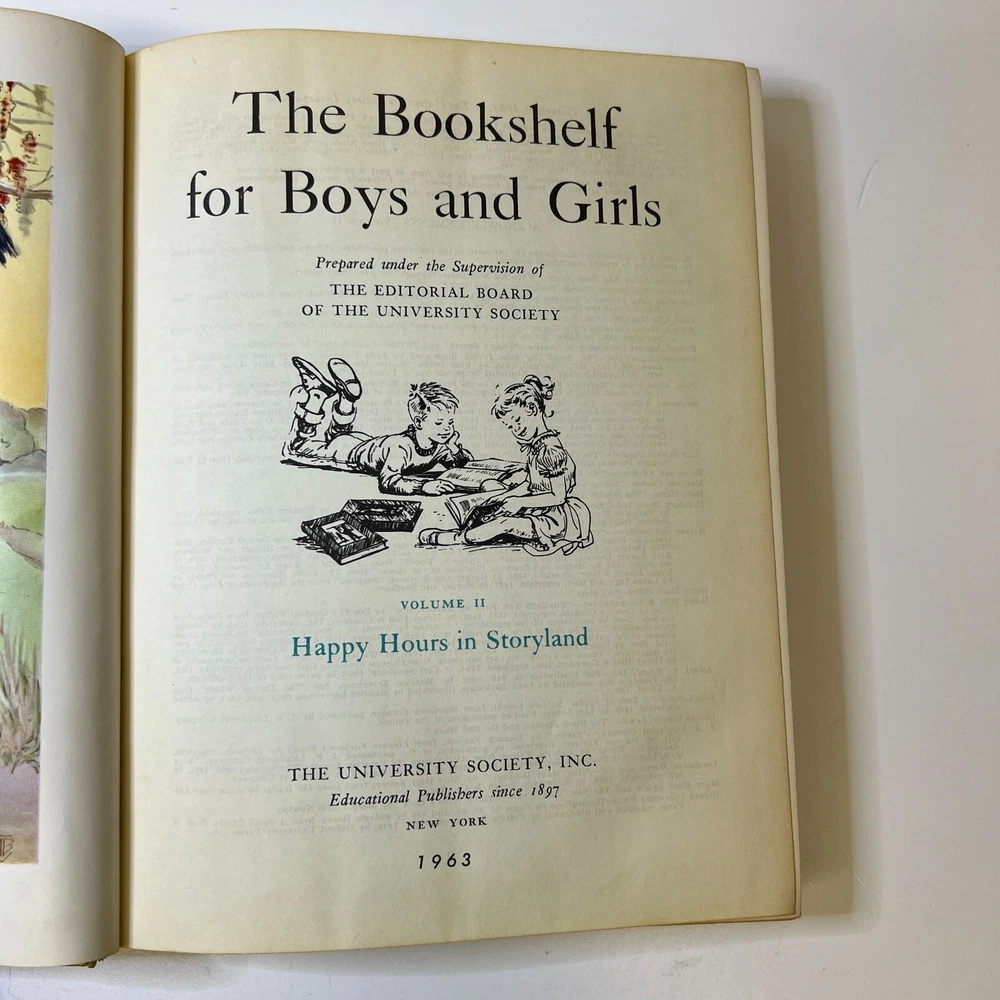 The Bookshelf
for Boys and Girls
Prepared under the Supervision of
THE EDITORIAL BOARD
OF THE UNIVERSITY SOCIETY
VOLUME II
Happy Hours in Storyland
THE UNIVERSITY SOCIETY, INC.
Educational Publishers since 1897
NEW YORK
1963